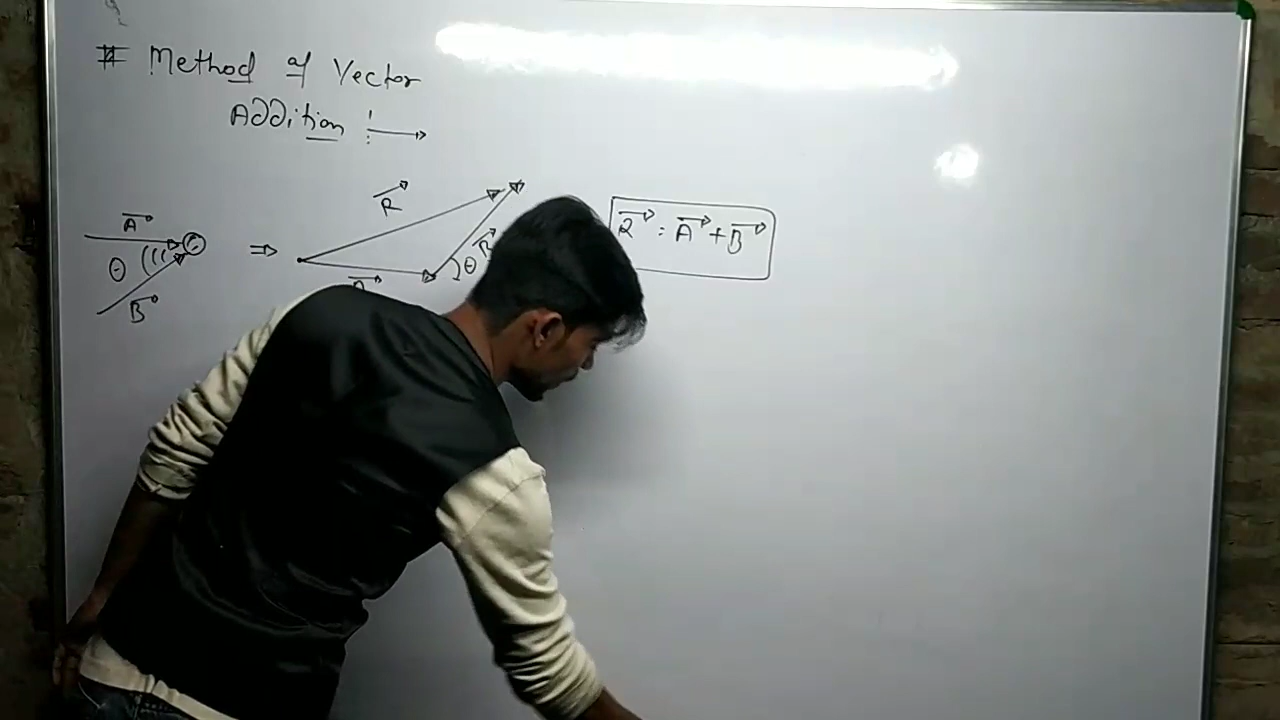 # Method of Vector
Addition :→
A→
θ
B→
⇒
R→
A→
B→
θ
R→ = A→ + B→